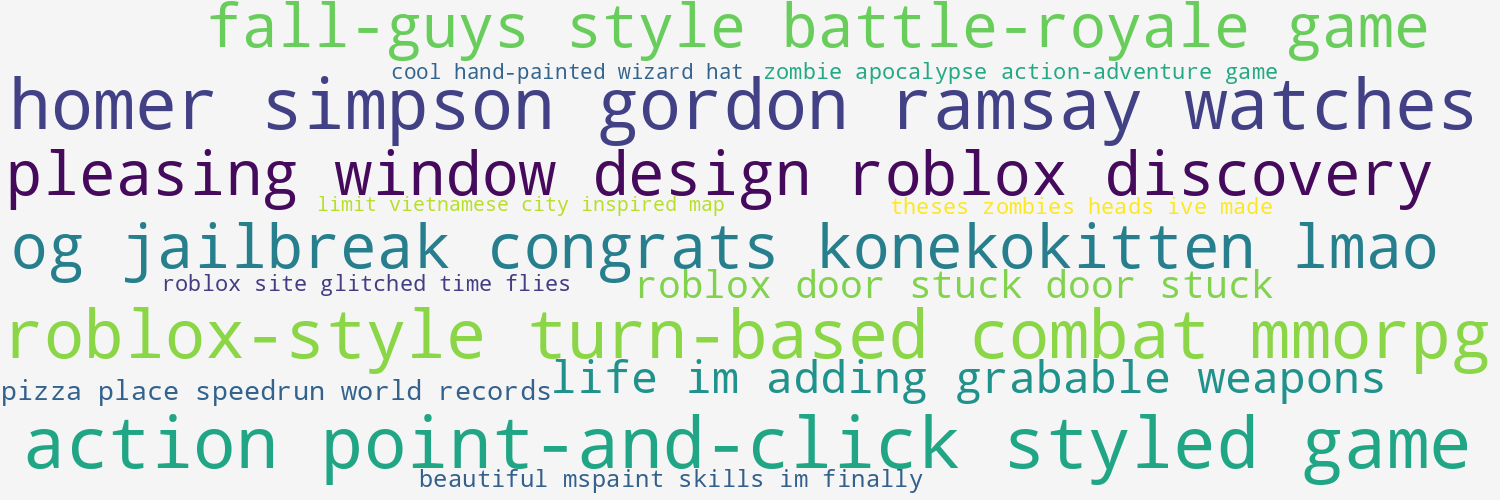 fall-guys style battle-royale game
cool hand-painted wizard hat
zombie apocalypse action-adventure game
homer simpson gordon ramsay watches
pleasing window design roblox discovery
limit vietnamese city inspired map
theses zombies heads ive made
og jailbreak congrats konekokitten lmao
roblox site glitched time flies
roblox door stuck door stuck
roblox-style turn-based combat mmorpg
life im adding grabable weapons
pizza place speedrun world records
action point-and-click styled game
beautiful mspaint skills im finally